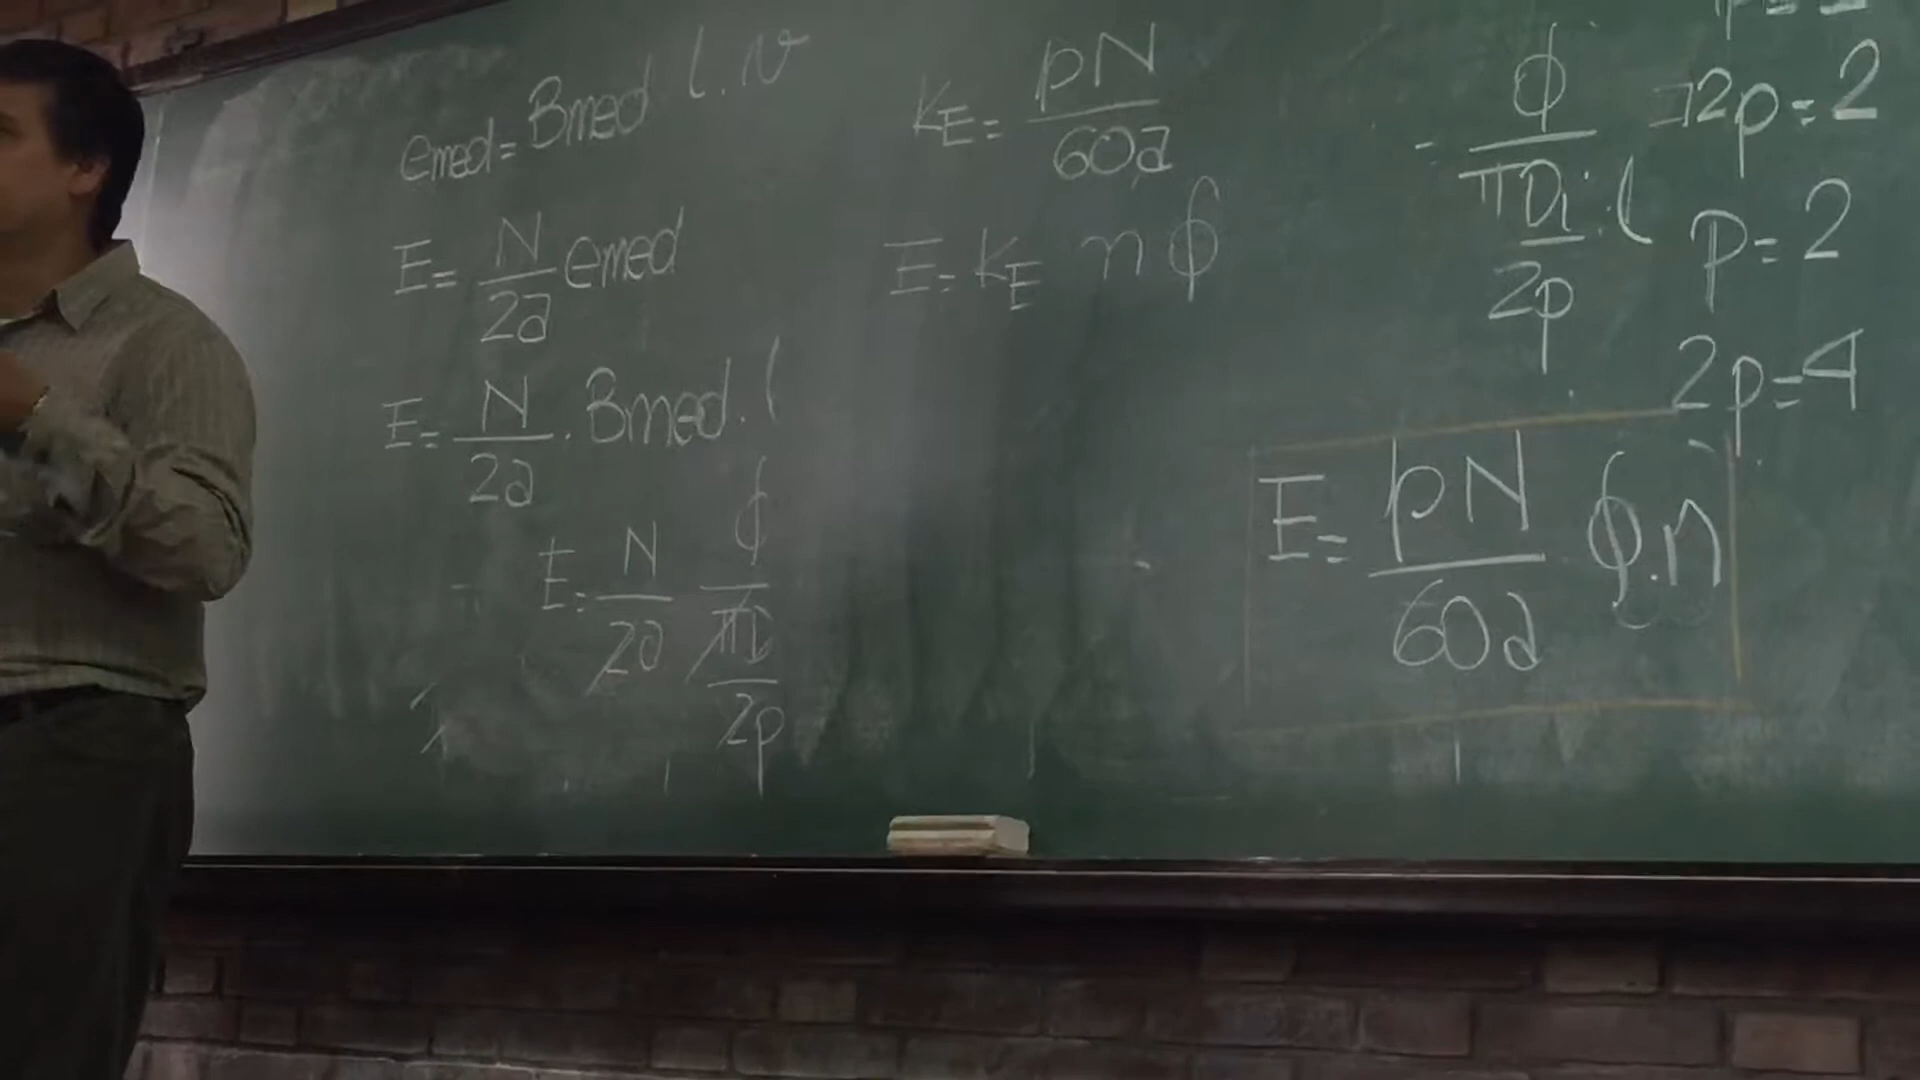 emed = Bmed l . v
E = N/2a emed
E = N/2a . Bmed . l
E = N/2a ϕ/(πD/2p)
KE = pN/60a
E = KE n ϕ
= ϕ/(πDi/2p . l)
2p = 2
P = 2
2p = 4
E = pN/60a ϕ . n